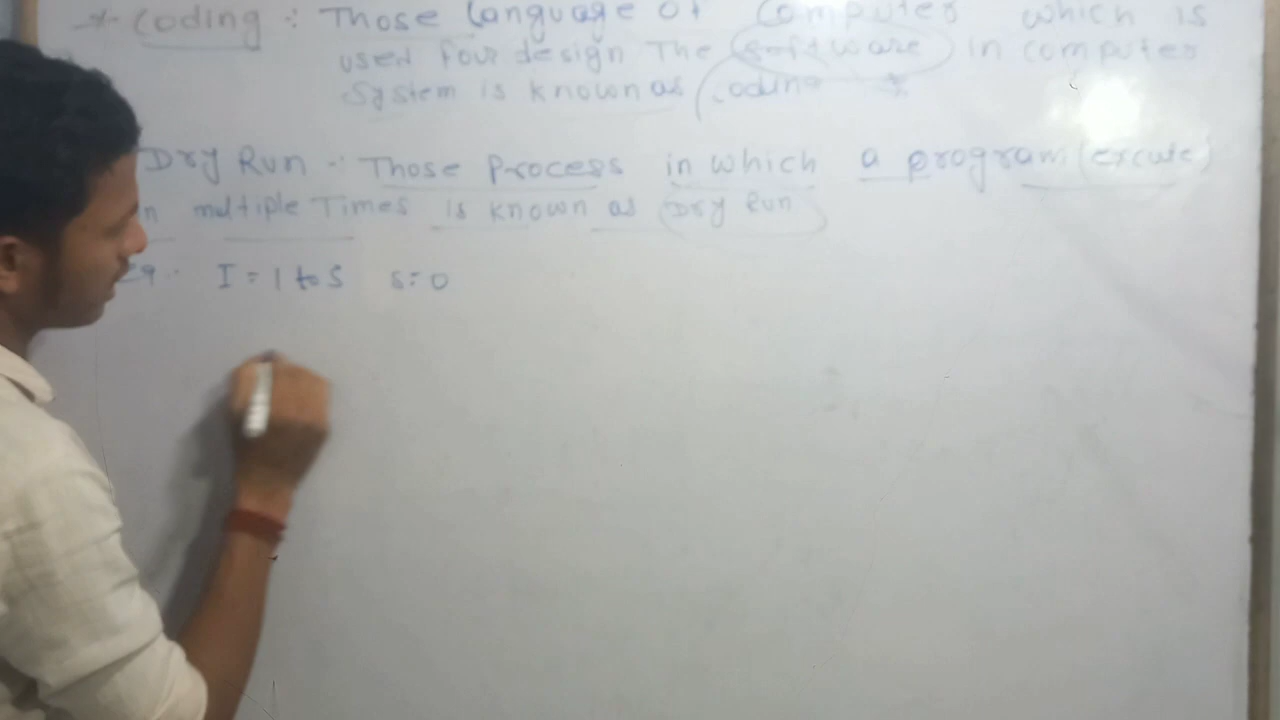 * Coding :- Those language of Computer which is
used four design The software in computer
System is known as Coding *
Dry Run -: Those Process in which a program (excute)
in multiple Times is known as Dry Run
Eg :- I = 1 to 5 s = 0